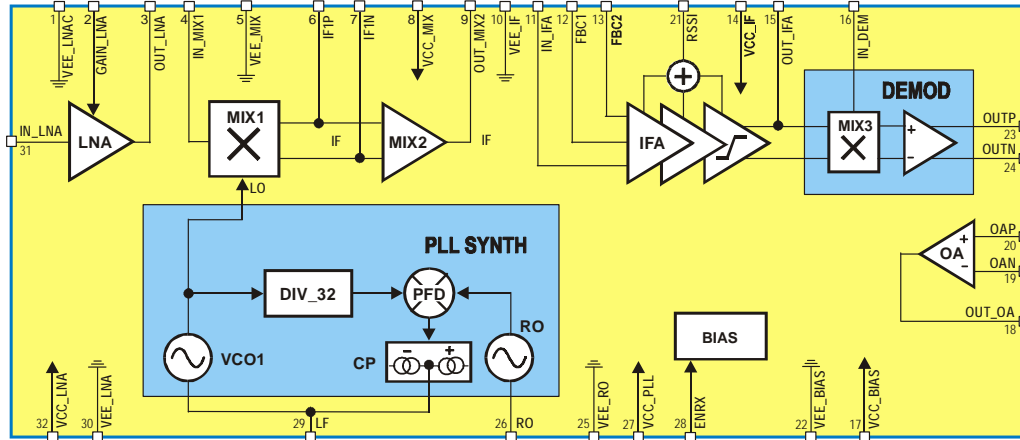 1
VEE_LNAC
2
GAIN_LNA
3
OUT_LNA
4
IN_MIX1
5
VEE_MIX
6
IF1P
7
IF1N
8
VCC_MIX
9
OUT_MIX2
10
VEE_IF
11
IN_IFA
12
FBC1
13
FBC2
21
RSSI
14
VCC_IF
15
OUT_IFA
16
IN_DEM
IN_LNA
31
LNA
MIX1
IF
MIX2
IF
LO
IFA
+
DEMOD
MIX3
+
−
OUTP
23
OUTN
24
PLL SYNTH
DIV_32
PFD
RO
VCO1
CP
−
+
BIAS
OA
+
−
OAP
20
OAN
19
OUT_OA
18
32
VCC_LNA
30
VEE_LNA
29
LF
26
RO
25
VEE_RO
27
VCC_PLL
28
ENRX
22
VEE_BIAS
17
VCC_BIAS